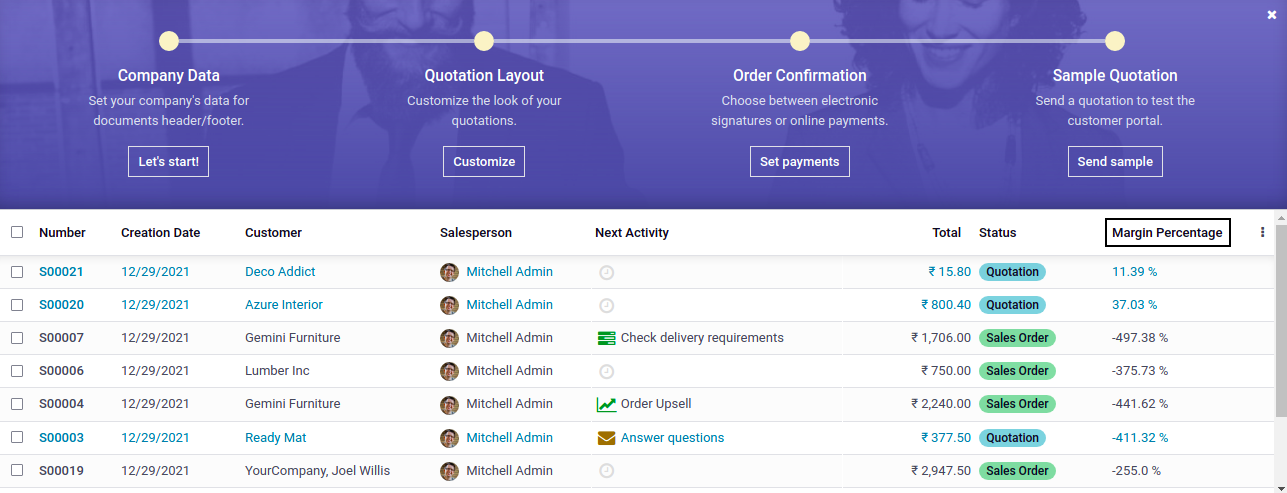 Company Data
Set your company's data for
documents header/footer.
Let's start!
Quotation Layout
Customize the look of your
quotations.
Customize
Order Confirmation
Choose between electronic
signatures or online payments.
Set payments
Sample Quotation
Send a quotation to test the
customer portal.
Send sample
Number Creation Date Customer Salesperson Next Activity Total Status Margin Percentage
S00021 12/29/2021 Deco Addict Mitchell Admin ₹ 15.80 Quotation 11.39 %
S00020 12/29/2021 Azure Interior Mitchell Admin ₹ 800.40 Quotation 37.03 %
S00007 12/29/2021 Gemini Furniture Mitchell Admin Check delivery requirements ₹ 1,706.00 Sales Order -497.38 %
S00006 12/29/2021 Lumber Inc Mitchell Admin ₹ 750.00 Sales Order -375.73 %
S00004 12/29/2021 Gemini Furniture Mitchell Admin Order Upsell ₹ 2,240.00 Sales Order -441.62 %
S00003 12/29/2021 Ready Mat Mitchell Admin Answer questions ₹ 377.50 Quotation -411.32 %
S00019 12/29/2021 YourCompany, Joel Willis Mitchell Admin ₹ 2,947.50 Sales Order -255.0 %